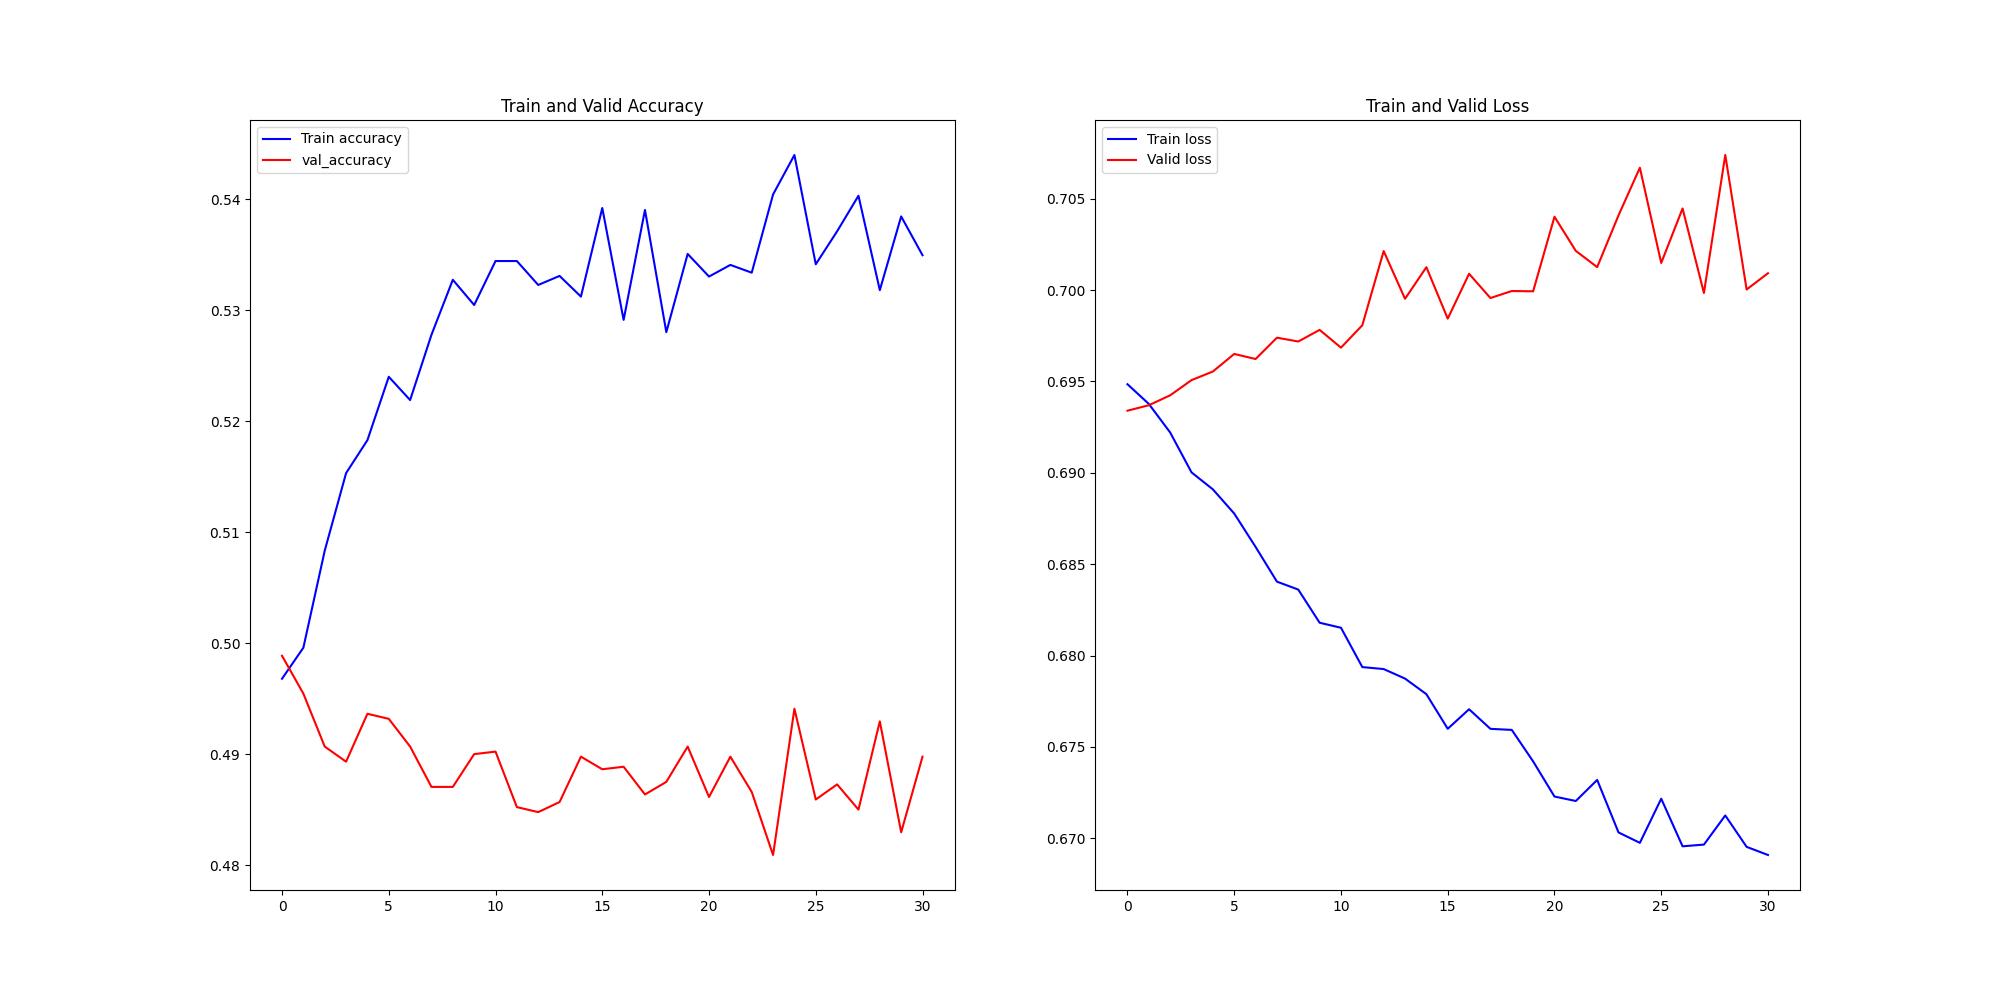 Train and Valid Accuracy
Train accuracy
val_accuracy
0.54
0.53
0.52
0.51
0.50
0.49
0.48
0 5 10 15 20 25 30
Train and Valid Loss
Train loss
Valid loss
0.705
0.700
0.695
0.690
0.685
0.680
0.675
0.670
0 5 10 15 20 25 30